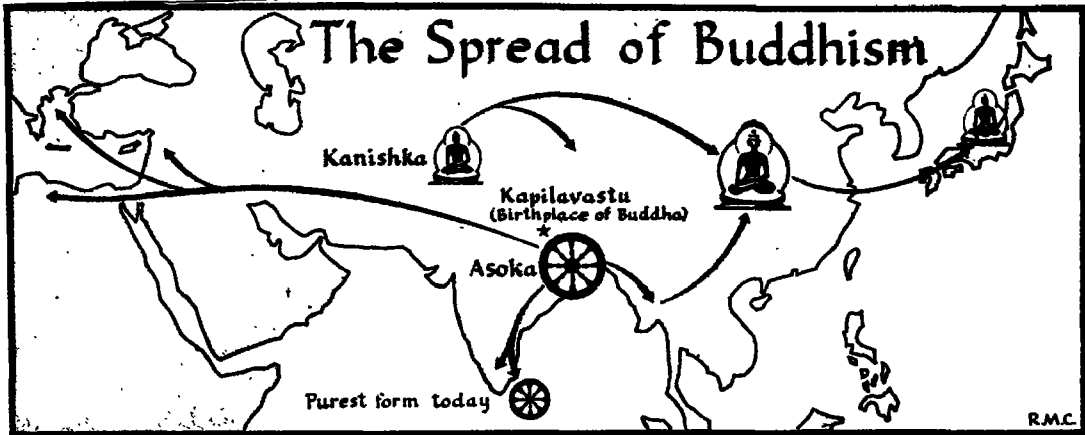 The Spread of Buddhism
Kanishka
Kapilavastu
(Birthplace of Buddha)
Asoka
Purest form today
R.M.C.